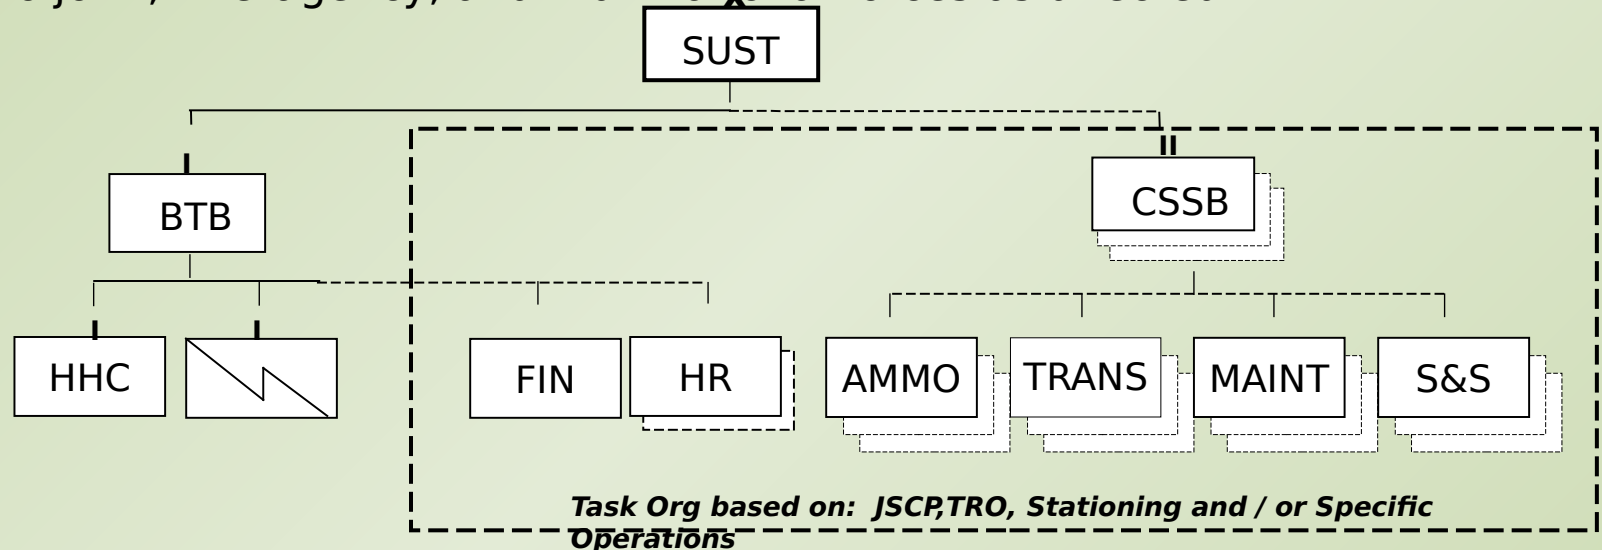 SUST
BTB
CSSB
HHC
FIN
HR
AMMO
TRANS
MAINT
S&S
Task Org based on: JSCP,TRO, Stationing and / or Specific
Operations